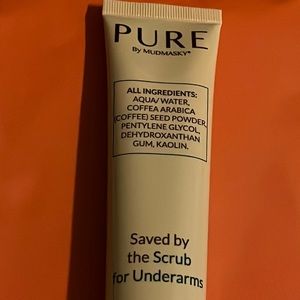 PURE
By MUDMASKY®
ALL INGREDIENTS:
AQUA/ WATER,
COFFEA ARABICA
(COFFEE) SEED POWDER,
PENTYLENE GLYCOL,
DEHYDROXANTHAN
GUM, KAOLIN.
Saved by
the Scrub
for Underarms